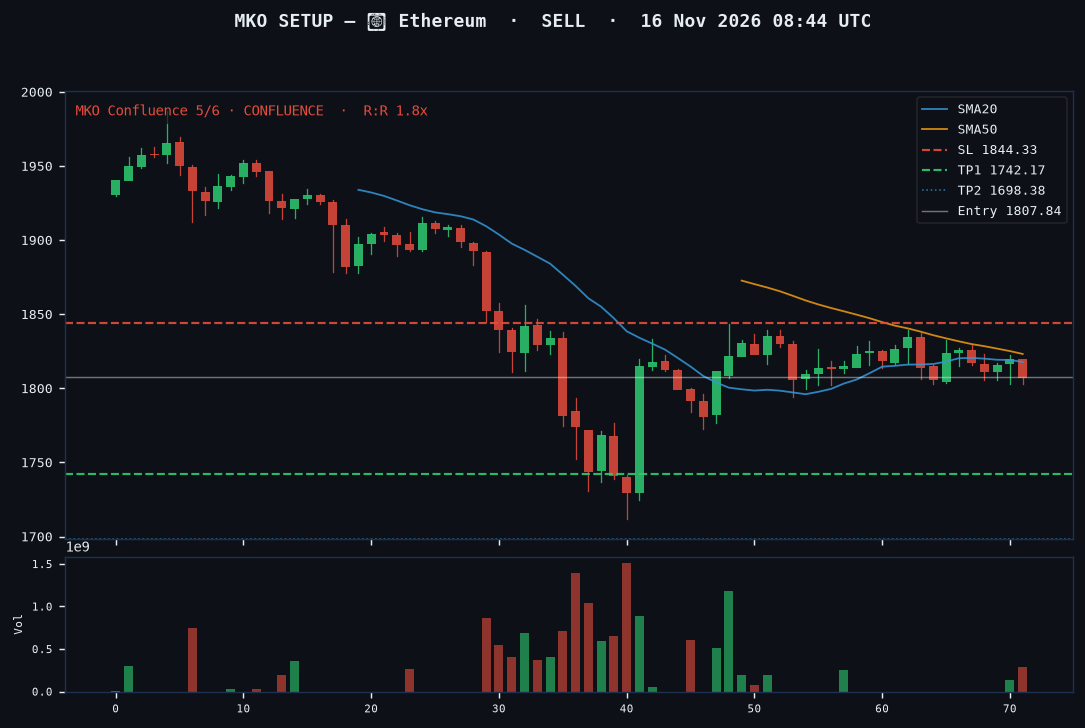 MKO SETUP — Ethereum · SELL · 16 Nov 2026 08:44 UTC
MKO Confluence 5/6 · CONFLUENCE · R:R 1.8x
SMA20
SMA50
SL 1844.33
TP1 1742.17
TP2 1698.38
Entry 1807.84
2000
1950
1900
1850
1800
1750
1700
1e9
1.5
1.0
0.5
0.0
Vol
0 10 20 30 40 50 60 70